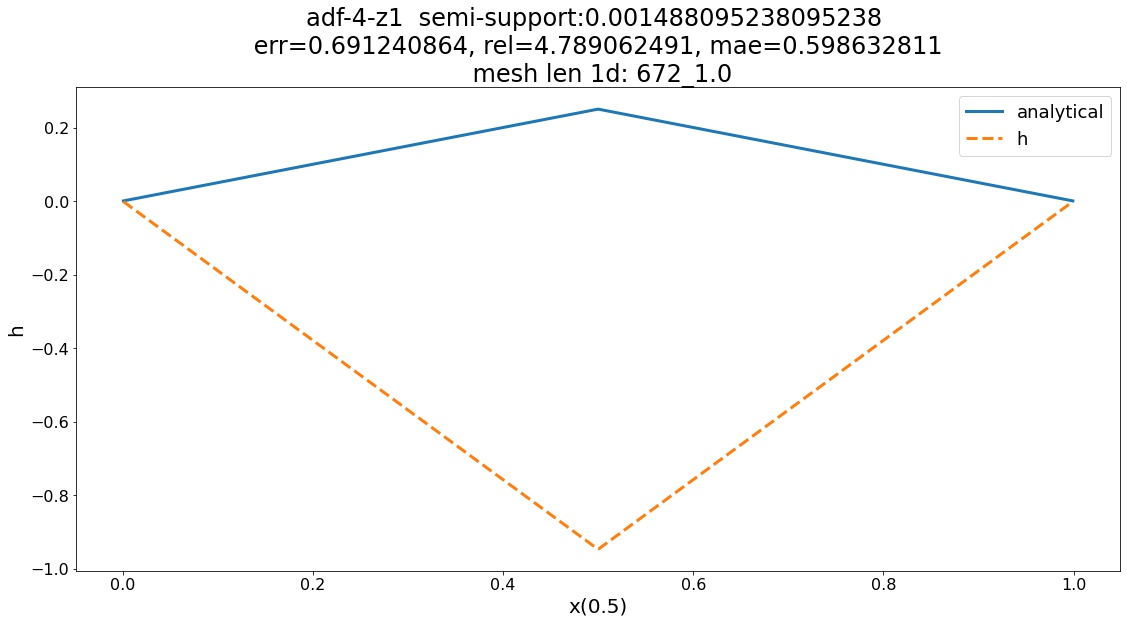 adf-4-z1  semi-support:0.001488095238095238
err=0.691240864, rel=4.789062491, mae=0.598632811
mesh len 1d: 672_1.0
analytical
h
h
0.2
0.0
−0.2
−0.4
−0.6
−0.8
−1.0
0.0
0.2
0.4
0.6
0.8
1.0
x(0.5)